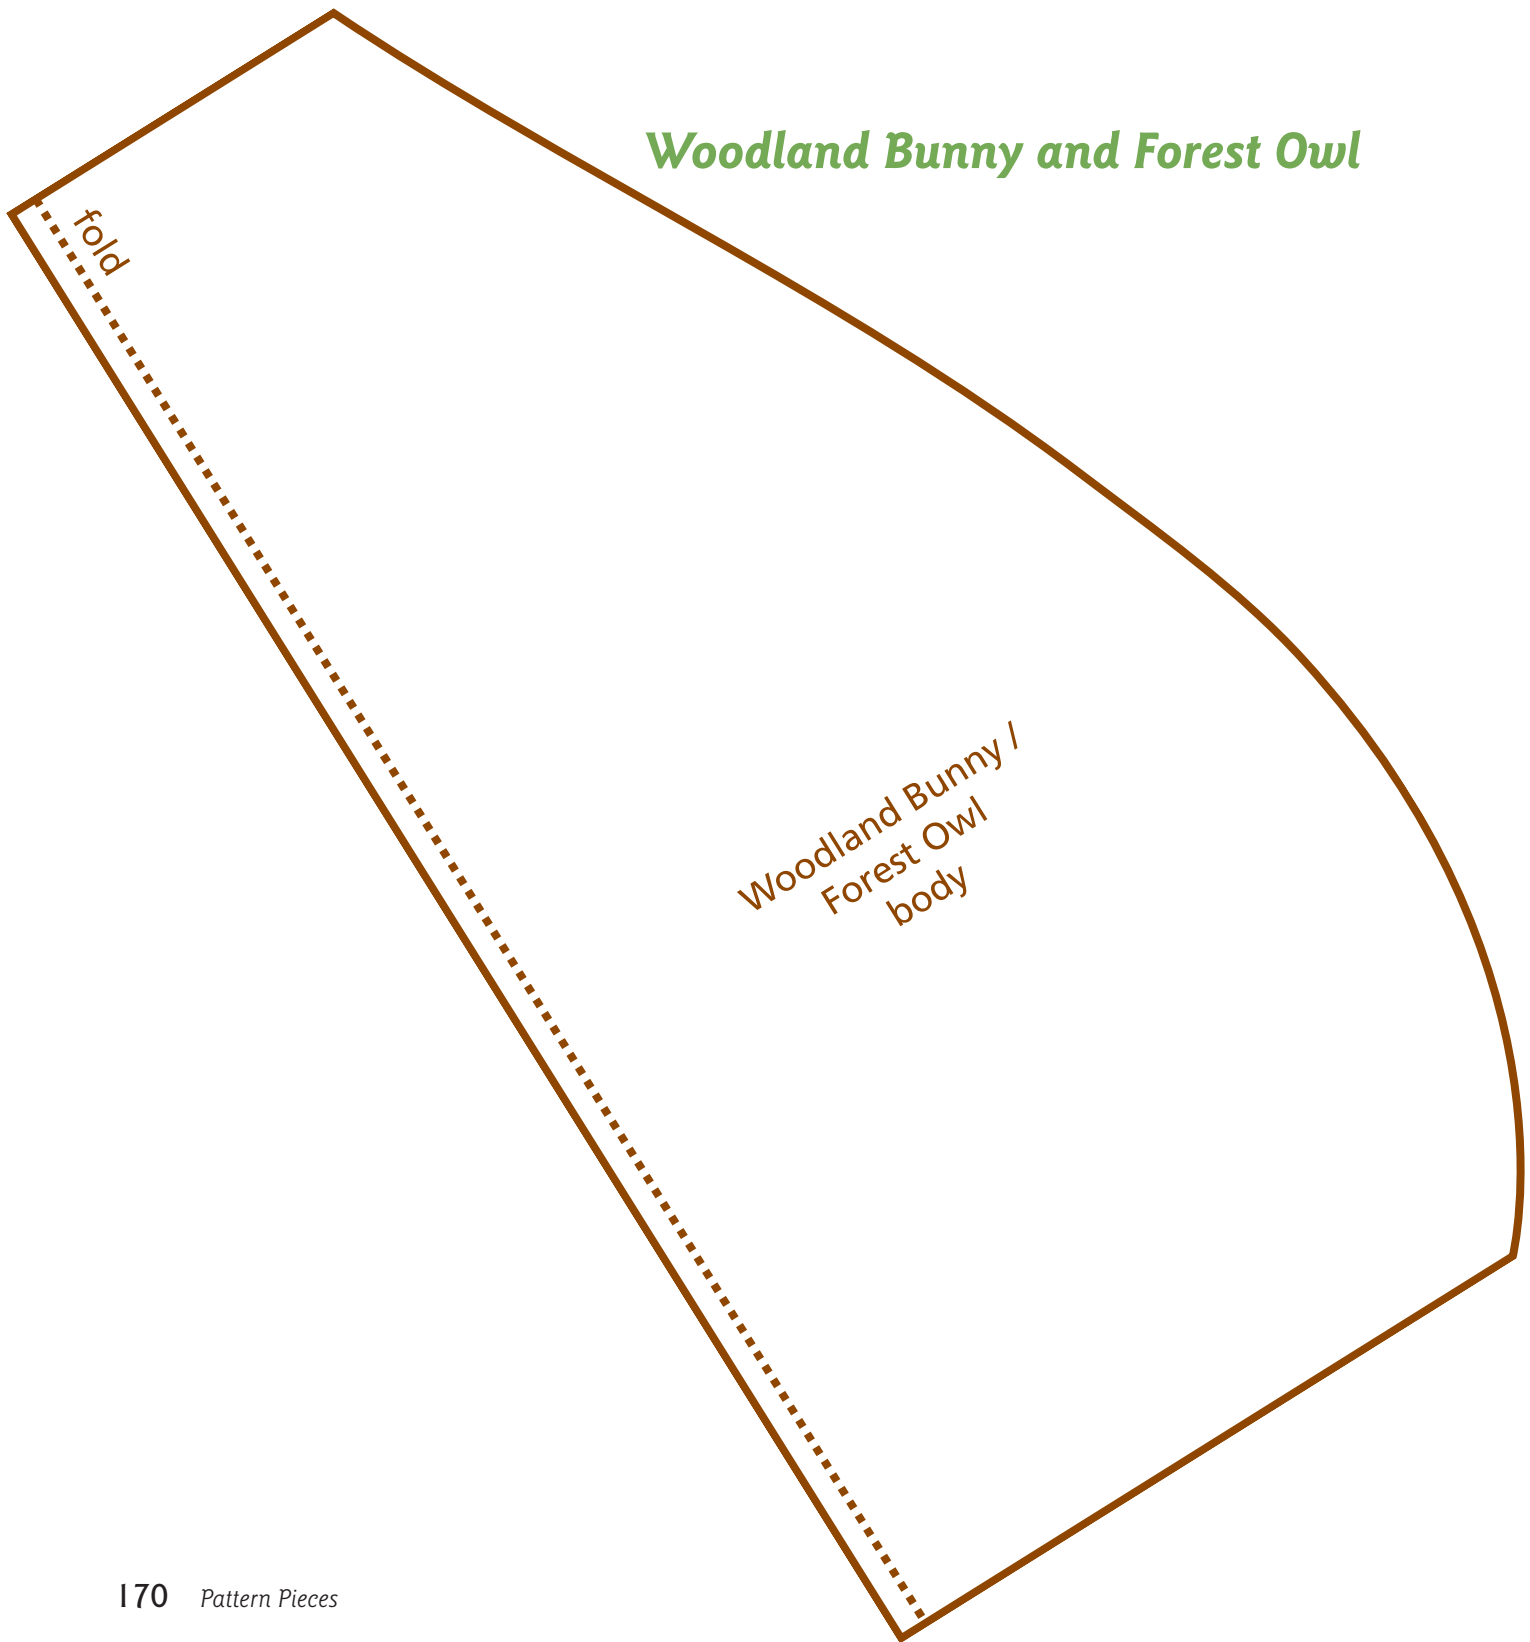 Woodland Bunny and Forest Owl
fold
Woodland Bunny /
Forest Owl
body
170 Pattern Pieces